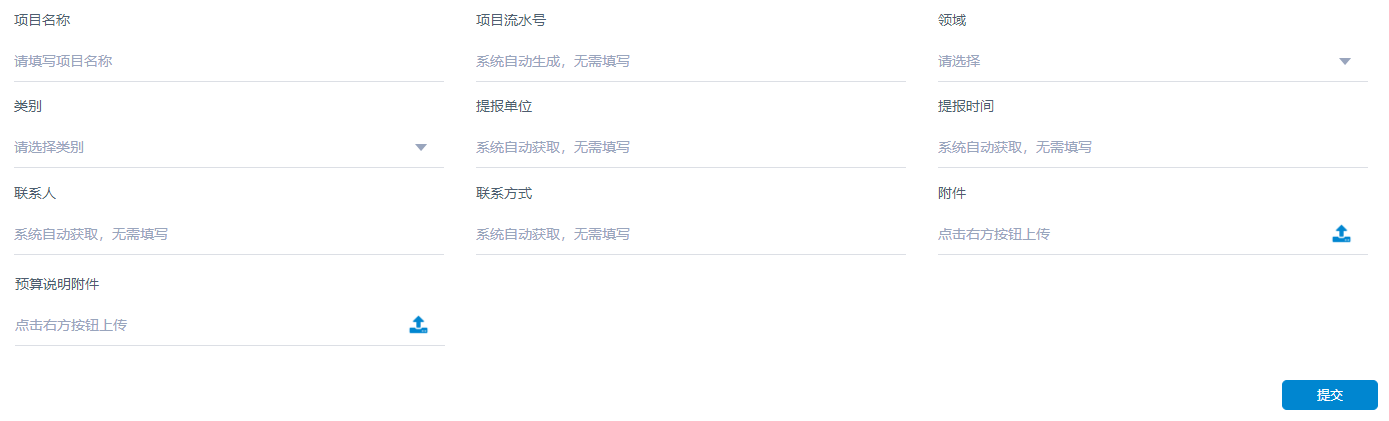 项目名称
项目流水号
领域
请填写项目名称
系统自动生成，无需填写
请选择
类别
提报单位
提报时间
请选择类别
系统自动获取，无需填写
系统自动获取，无需填写
联系人
联系方式
附件
系统自动获取，无需填写
系统自动获取，无需填写
点击右方按钮上传
预算说明附件
点击右方按钮上传
提交